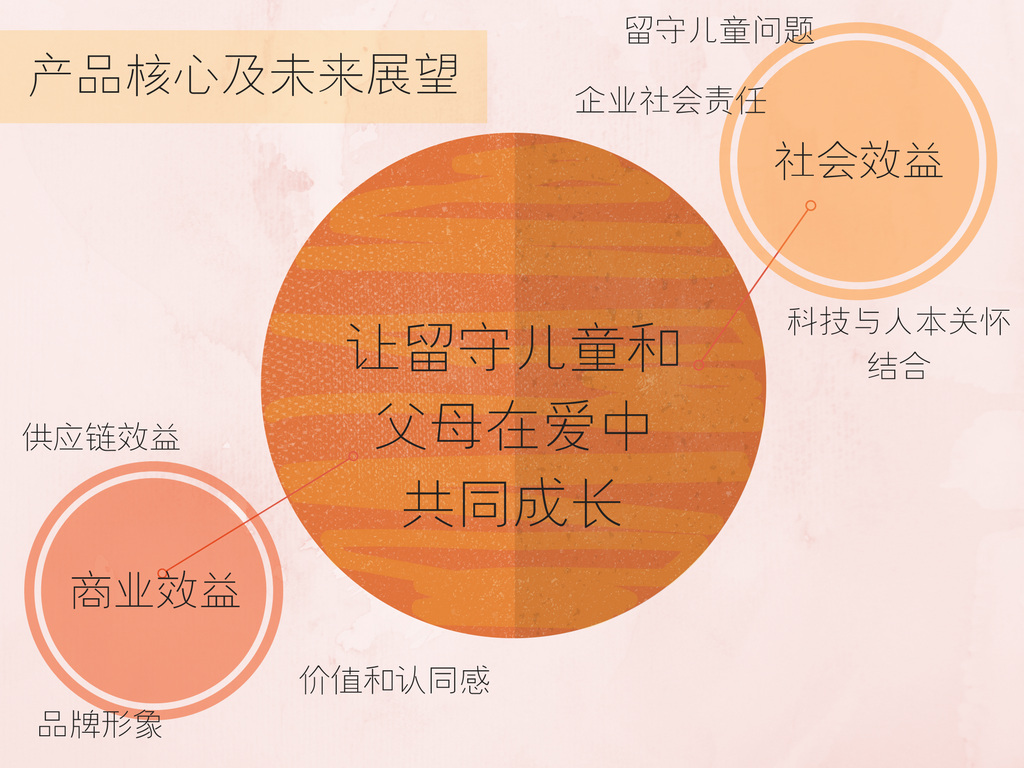 产品核心及未来展望
留守儿童问题
企业社会责任
社会效益
科技与人本关怀
结合
让留守儿童和
父母在爱中
共同成长
供应链效益
商业效益
价值和认同感
品牌形象